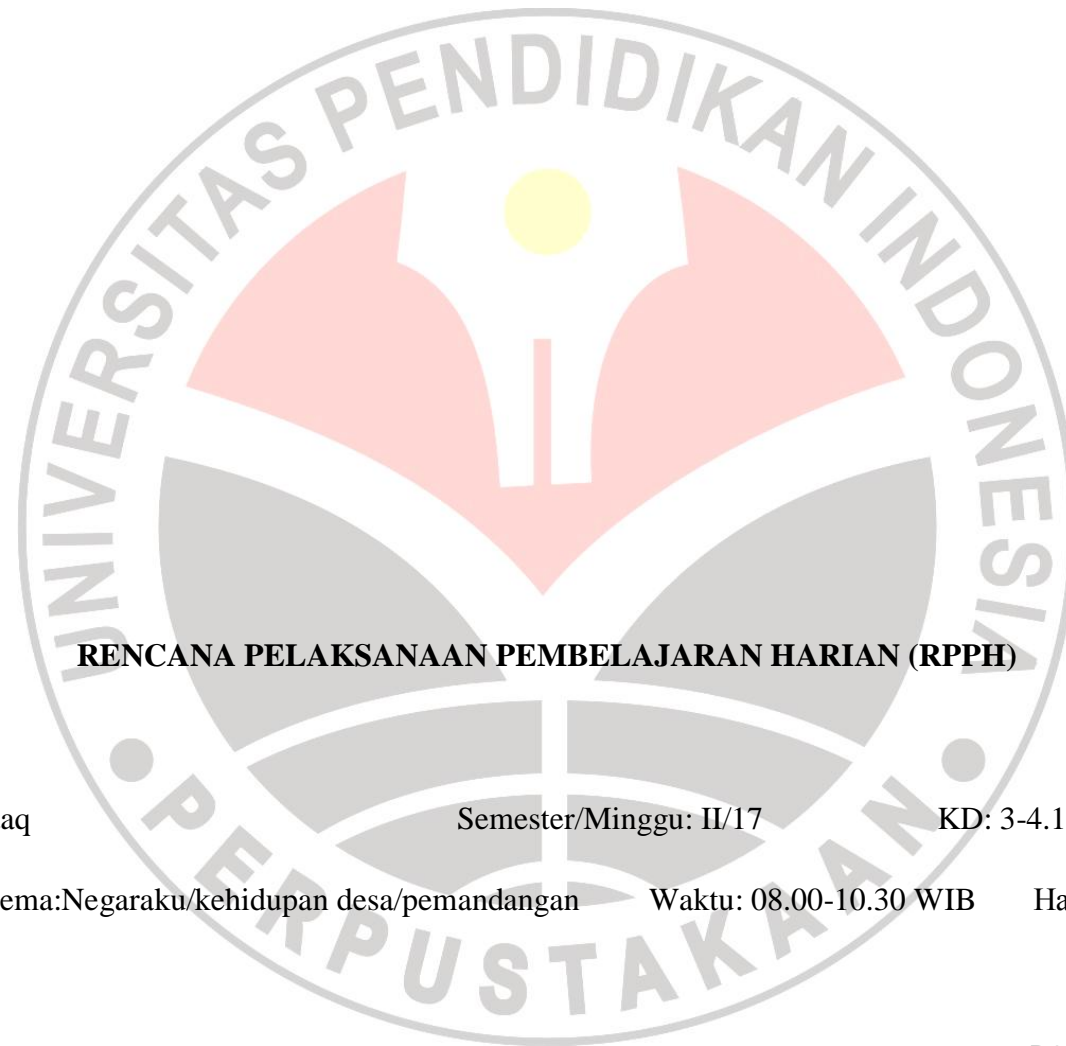 UNIVERSITAS PENDIDIKAN INDONESIA
RENCANA PELAKSANAAN PEMBELAJARAN HARIAN (RPPH)
aq Semester/Minggu: II/17 KD: 3-4.1
ema:Negaraku/kehidupan desa/pemandangan Waktu: 08.00-10.30 WIB Ha
PERPUSTAKAAN